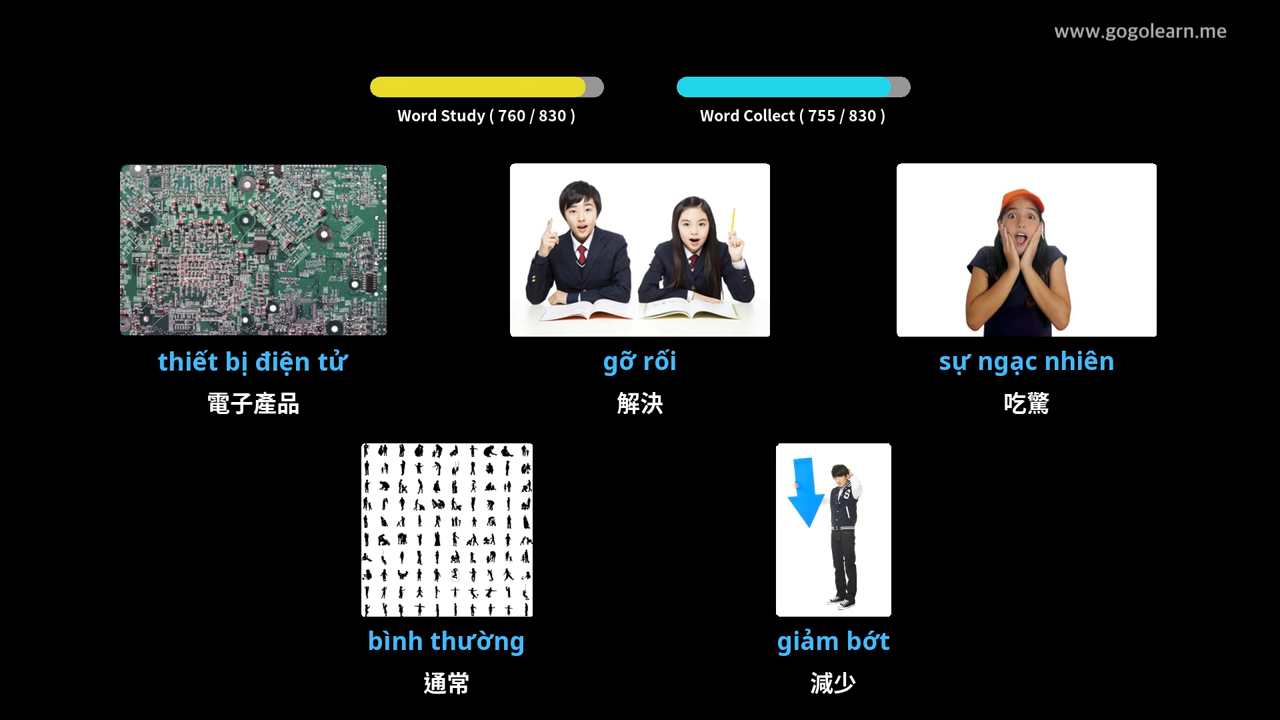 www.gogolearn.me
Word Study ( 760 / 830 )
Word Collect ( 755 / 830 )
thiết bị điện tử
電子產品
gỡ rối
解決
sự ngạc nhiên
吃驚
bình thường
通常
giảm bớt
減少